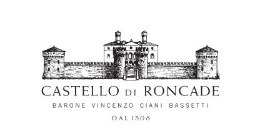 CASTELLO DI RONCADE
BARONE VINCENZO CIANI BASSETTI
DAL 1508